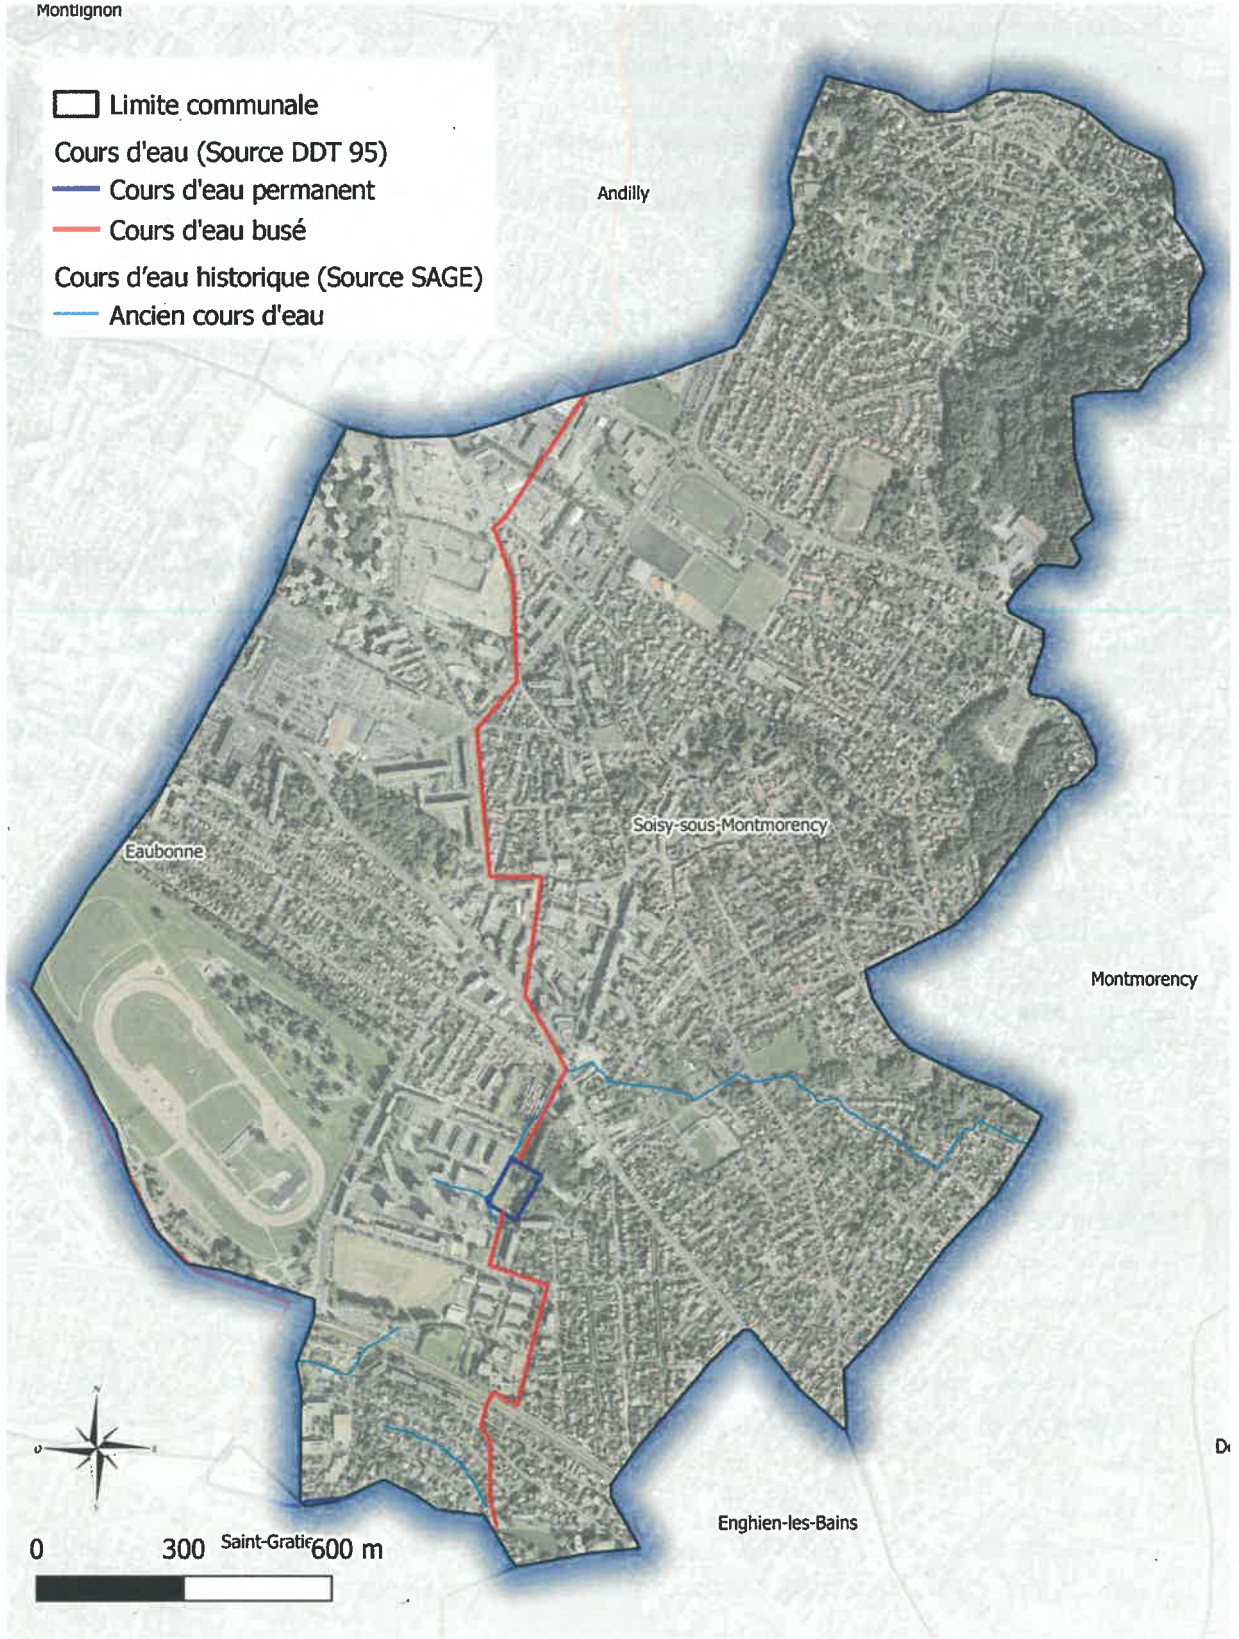 Montlignon
Limite communale
Cours d'eau (Source DDT 95)
Cours d'eau permanent
Cours d'eau busé
Cours d'eau historique (Source SAGE)
Ancien cours d'eau
Andilly
Soisy-sous-Montmorency
Eaubonne
Montmorency
N
O
E
S
De
Enghien-les-Bains
Saint-Gratie
0 300 600 m